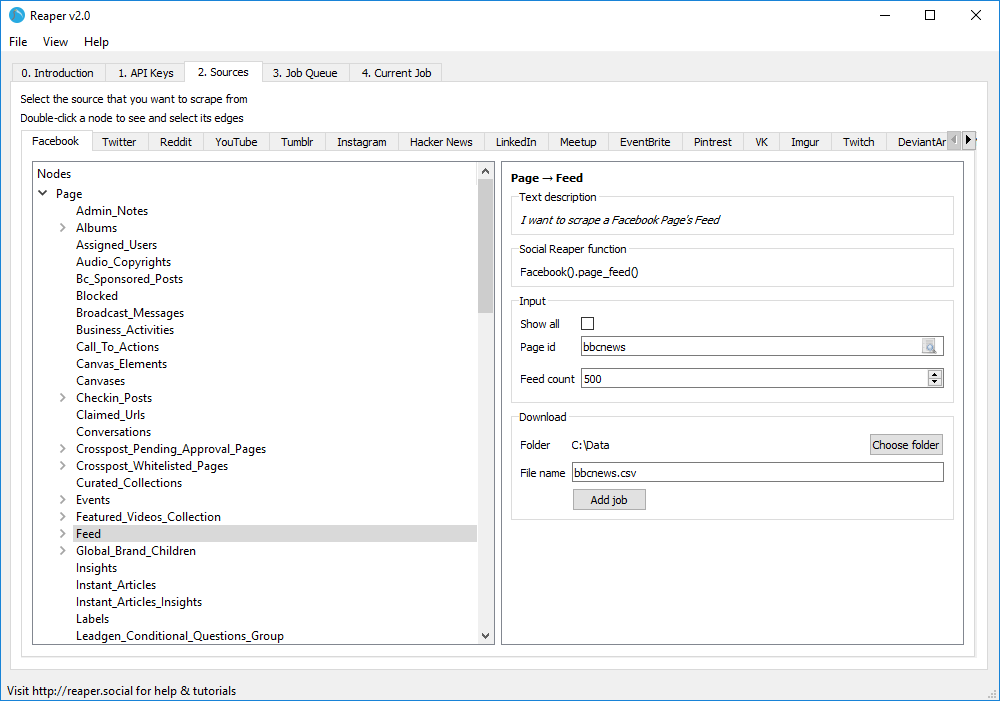 Reaper v2.0
File View Help
0. Introduction 1. API Keys 2. Sources 3. Job Queue 4. Current Job
Select the source that you want to scrape from
Double-click a node to see and select its edges
Facebook Twitter Reddit YouTube Tumblr Instagram Hacker News LinkedIn Meetup EventBrite Pintrest VK Imgur Twitch DeviantAr
Nodes
Page
Admin_Notes
Albums
Assigned_Users
Audio_Copyrights
Bc_Sponsored_Posts
Blocked
Broadcast_Messages
Business_Activities
Call_To_Actions
Canvas_Elements
Canvases
Checkin_Posts
Claimed_Urls
Conversations
Crosspost_Pending_Approval_Pages
Crosspost_Whitelisted_Pages
Curated_Collections
Events
Featured_Videos_Collection
Feed
Global_Brand_Children
Insights
Instant_Articles
Instant_Articles_Insights
Labels
Leadgen_Conditional_Questions_Group
Page → Feed
Text description
I want to scrape a Facebook Page's Feed
Social Reaper function
Facebook().page_feed()
Input
Show all
Page id bbcnews
Feed count 500
Download
Folder C:\Data Choose folder
File name bbcnews.csv
Add job
Visit http://reaper.social for help & tutorials